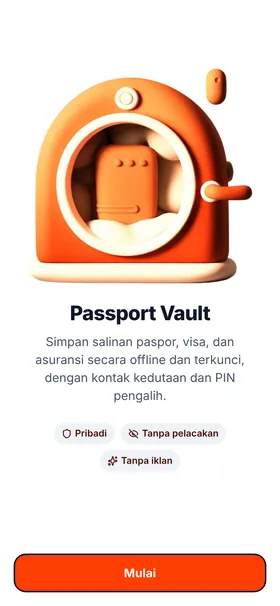 Passport Vault
Simpan salinan paspor, visa, dan
asuransi secara offline dan terkunci,
dengan kontak kedutaan dan PIN
pengalih.
Pribadi
Tanpa pelacakan
Tanpa iklan
Mulai